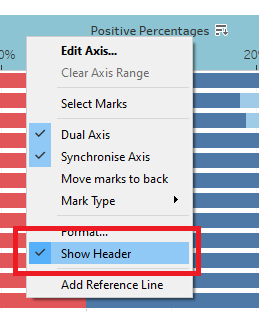 Positive Percentages
0%
20%
Edit Axis...
Clear Axis Range
Select Marks
Dual Axis
Synchronise Axis
Move marks to back
Mark Type
Format...
Show Header
Add Reference Line